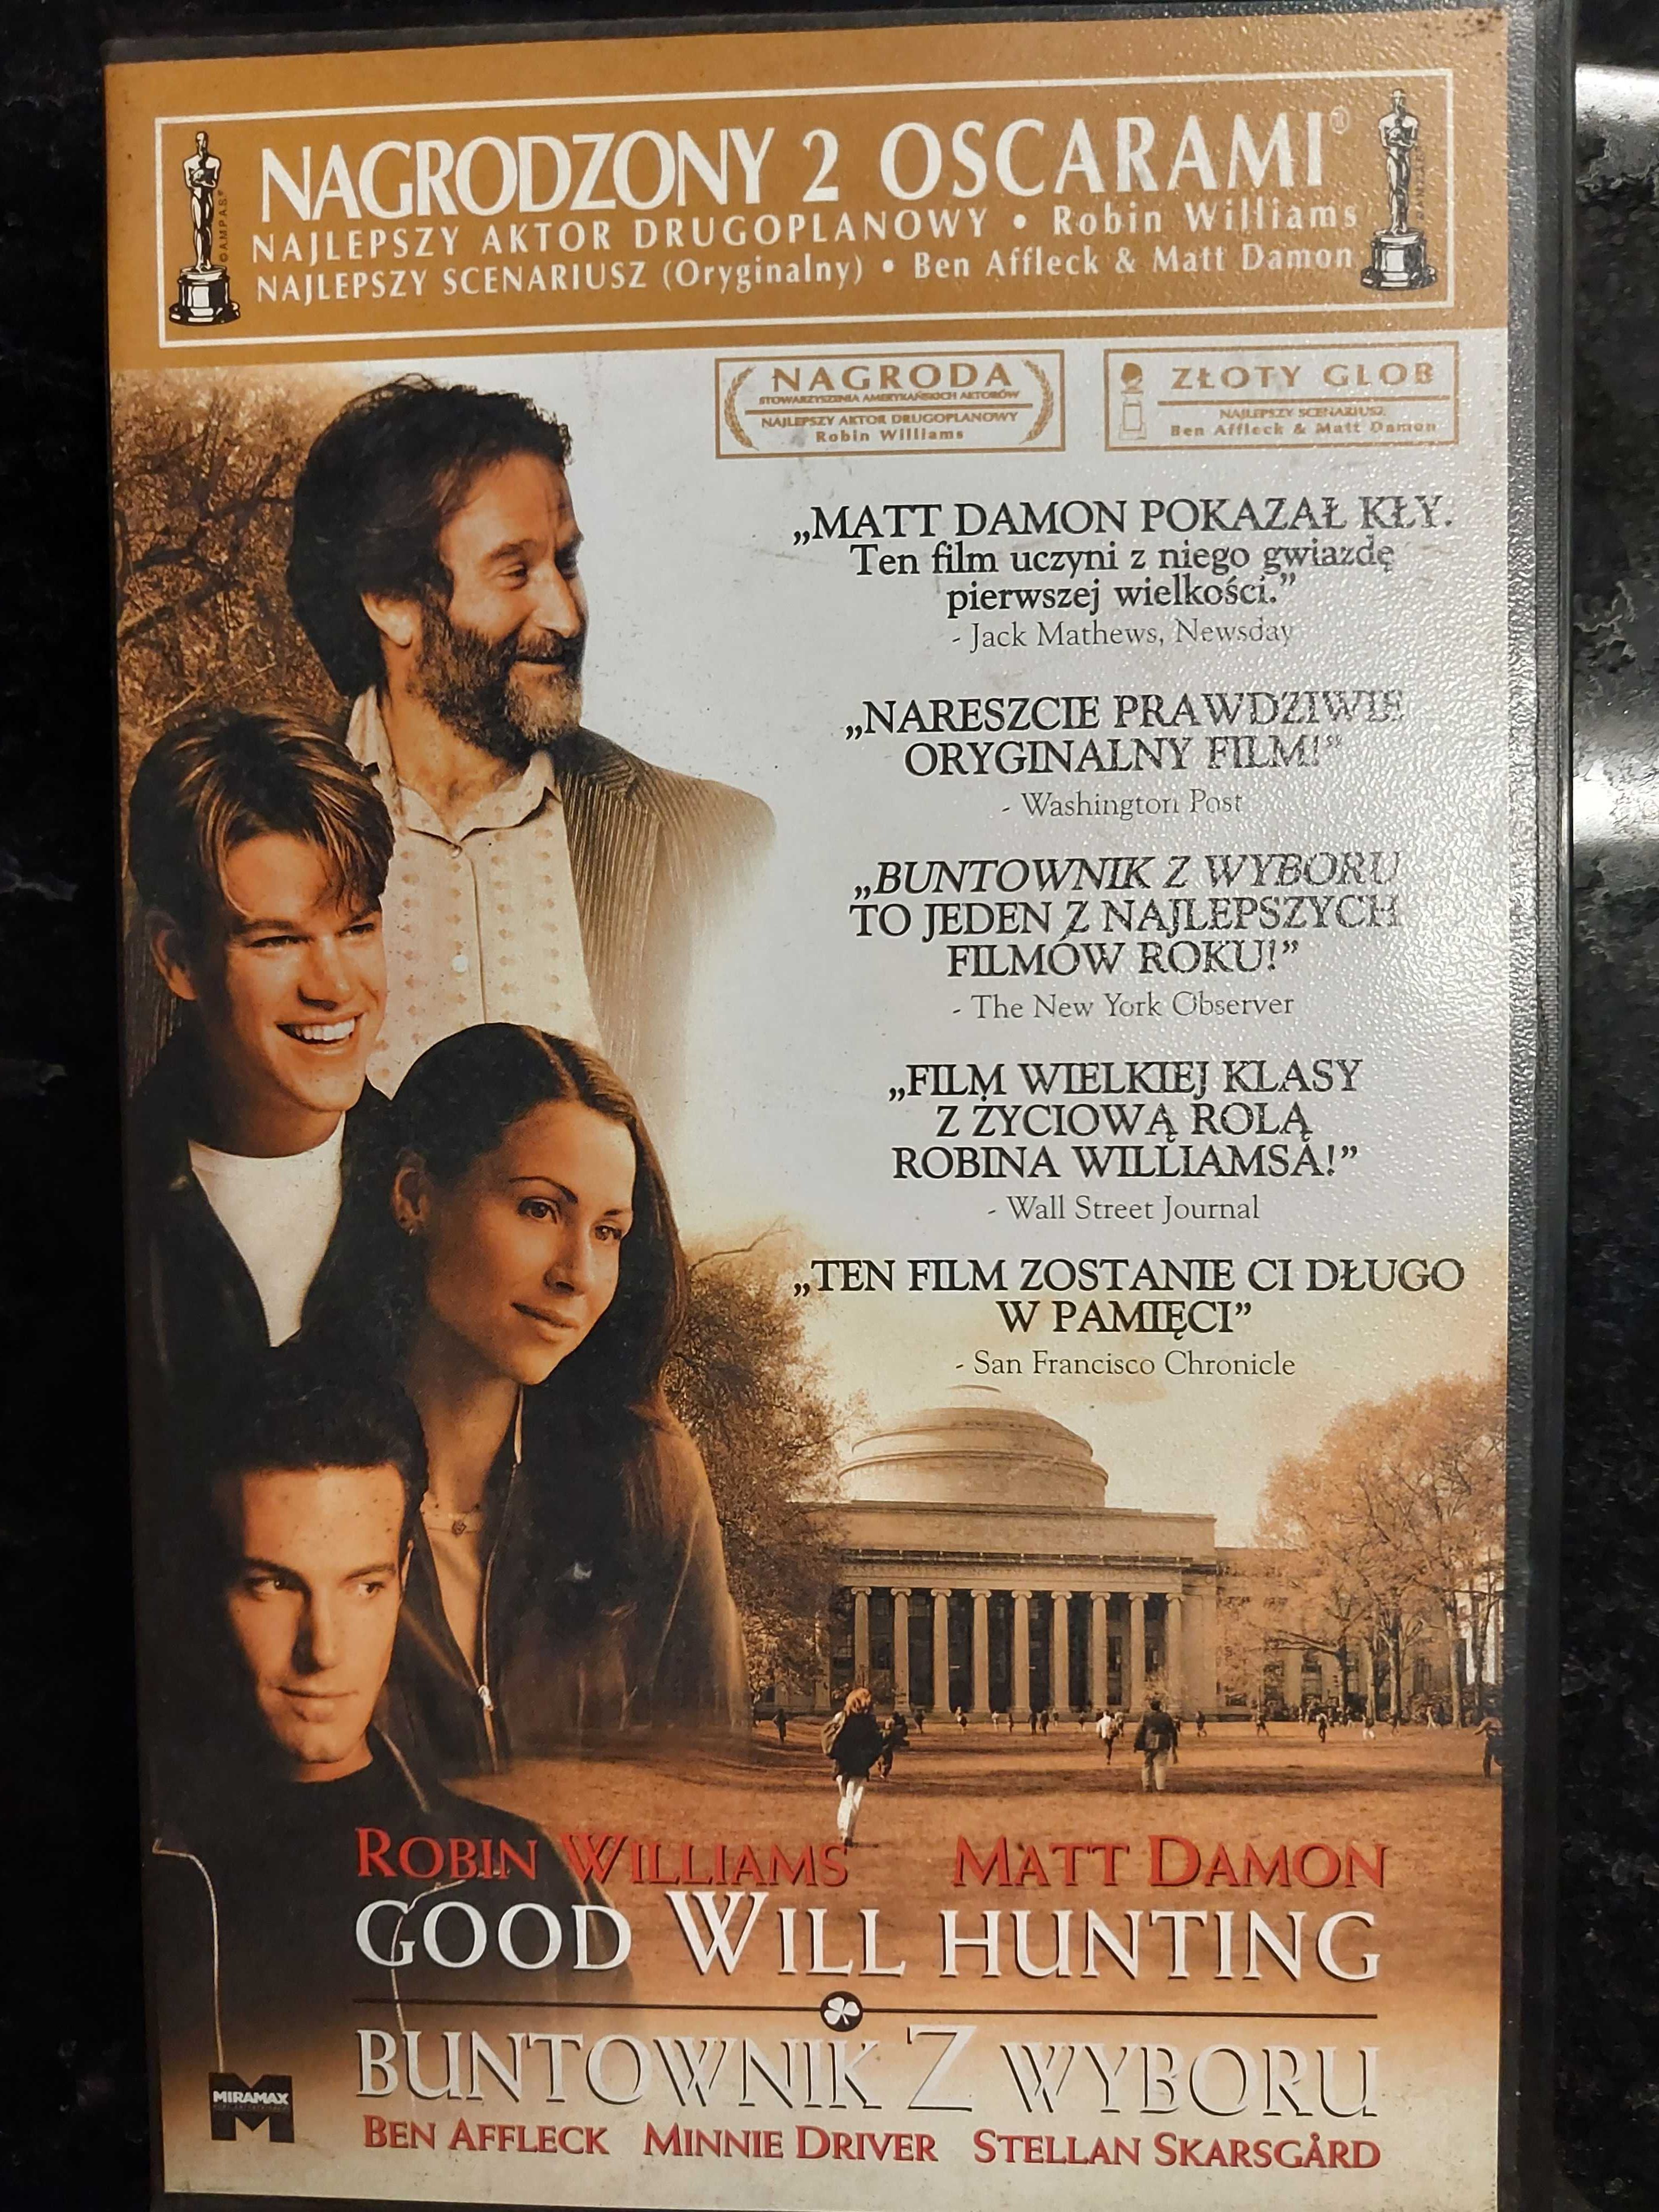 NAGRODZONY 2 OSCARAMI®
NAJLEPSZY AKTOR DRUGOPLANOWY • Robin Williams
NAJLEPSZY SCENARIUSZ (Oryginalny) • Ben Affleck & Matt Damon
©A.M.P.A.S.®
NAGRODA
STOWARZYSZENIA AMERYKAŃSKICH AKTORÓW
NAJLEPSZY AKTOR DRUGOPLANOWY
Robin Williams
ZŁOTY GLOB
NAJLEPSZY SCENARIUSZ
Ben Affleck & Matt Damon
„MATT DAMON POKAZAŁ KŁY.
Ten film uczyni z niego gwiazdę
pierwszej wielkości.”
- Jack Mathews, Newsday
„NARESZCIE PRAWDZIWIE
ORYGINALNY FILM!“
- Washington Post
„BUNTOWNIK Z WYBORU
TO JEDEN Z NAJLEPSZYCH
FILMÓW ROKU!”
- The New York Observer
„FILM WIELKIEJ KLASY
Z ŻYCIOWĄ ROLĄ
ROBINA WILLIAMSA!”
- Wall Street Journal
„TEN FILM ZOSTANIE CI DŁUGO
W PAMIĘCI”
- San Francisco Chronicle
ROBIN WILLIAMS MATT DAMON
GOOD WILL HUNTING
BUNTOWNIK Z WYBORU
MIRAMAX
BEN AFFLECK MINNIE DRIVER STELLAN SKARSGÅRD